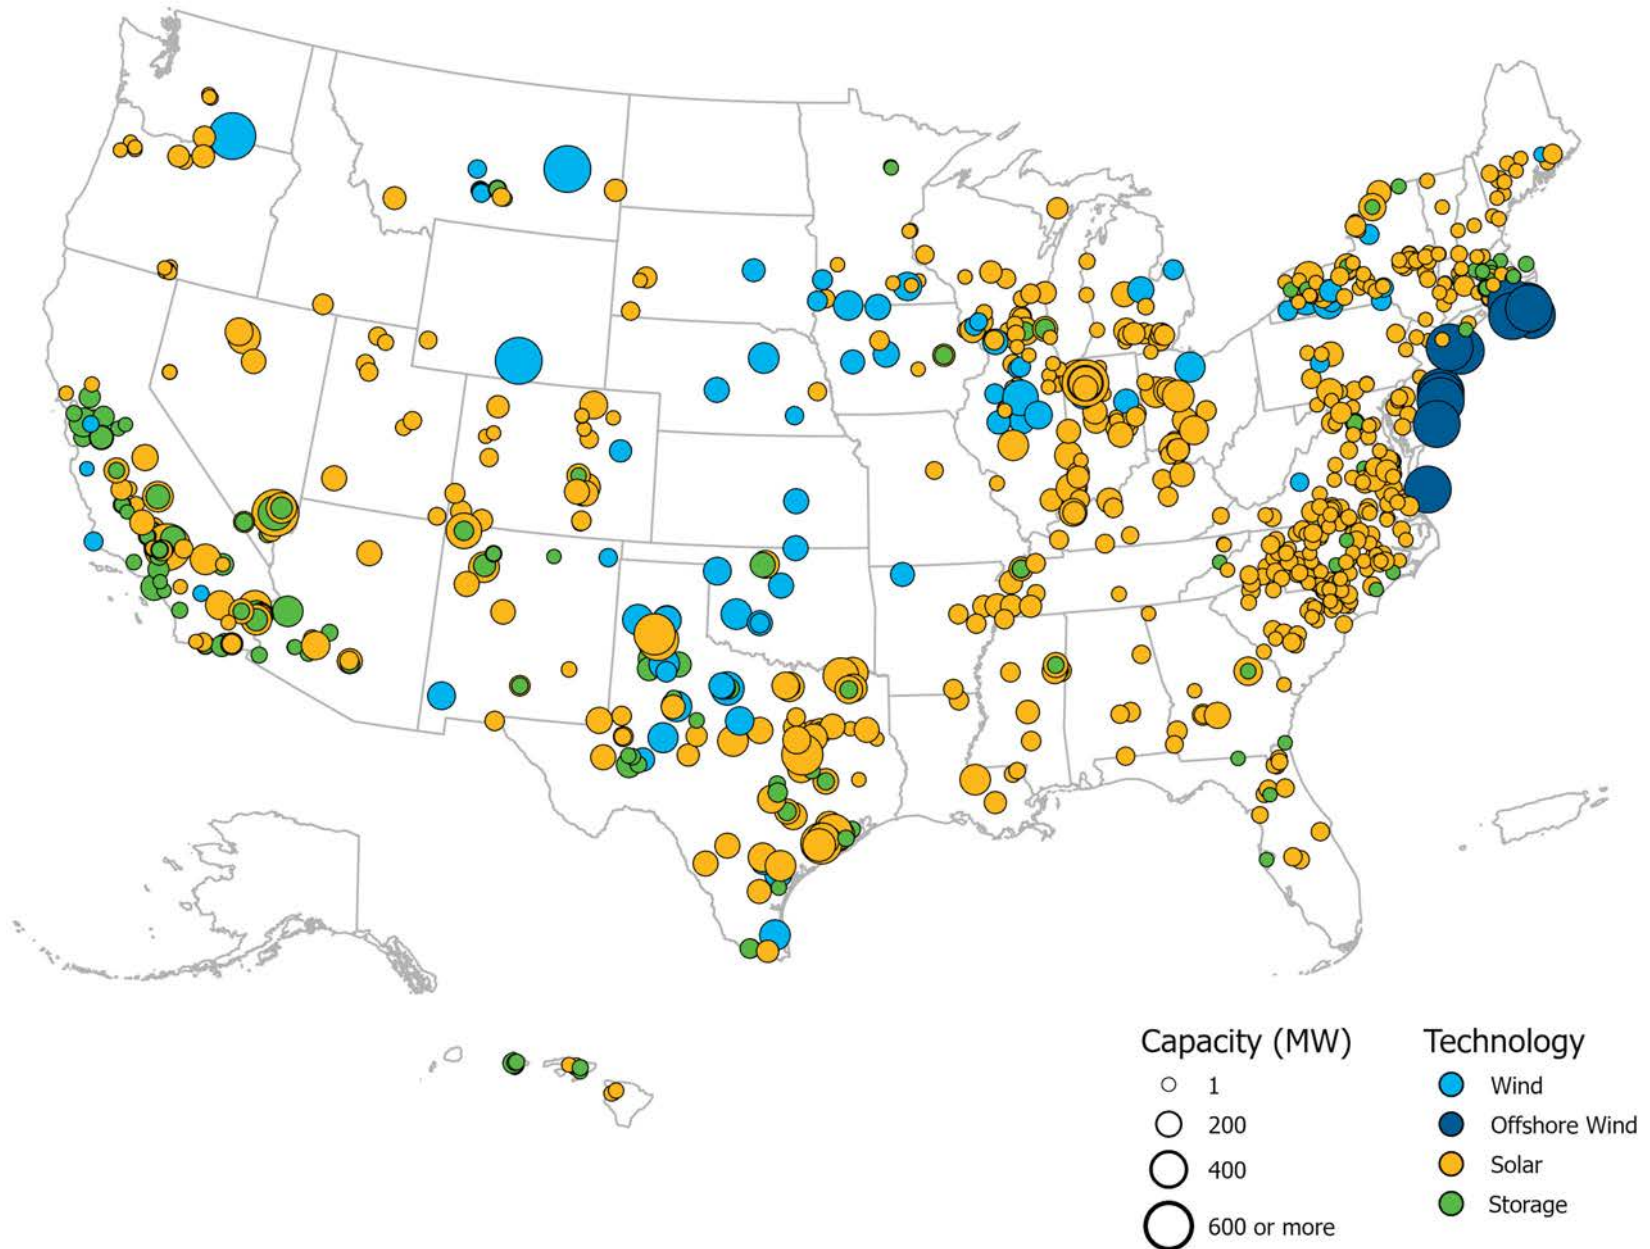 Capacity (MW)
1
200
400
600 or more
Technology
Wind
Offshore Wind
Solar
Storage